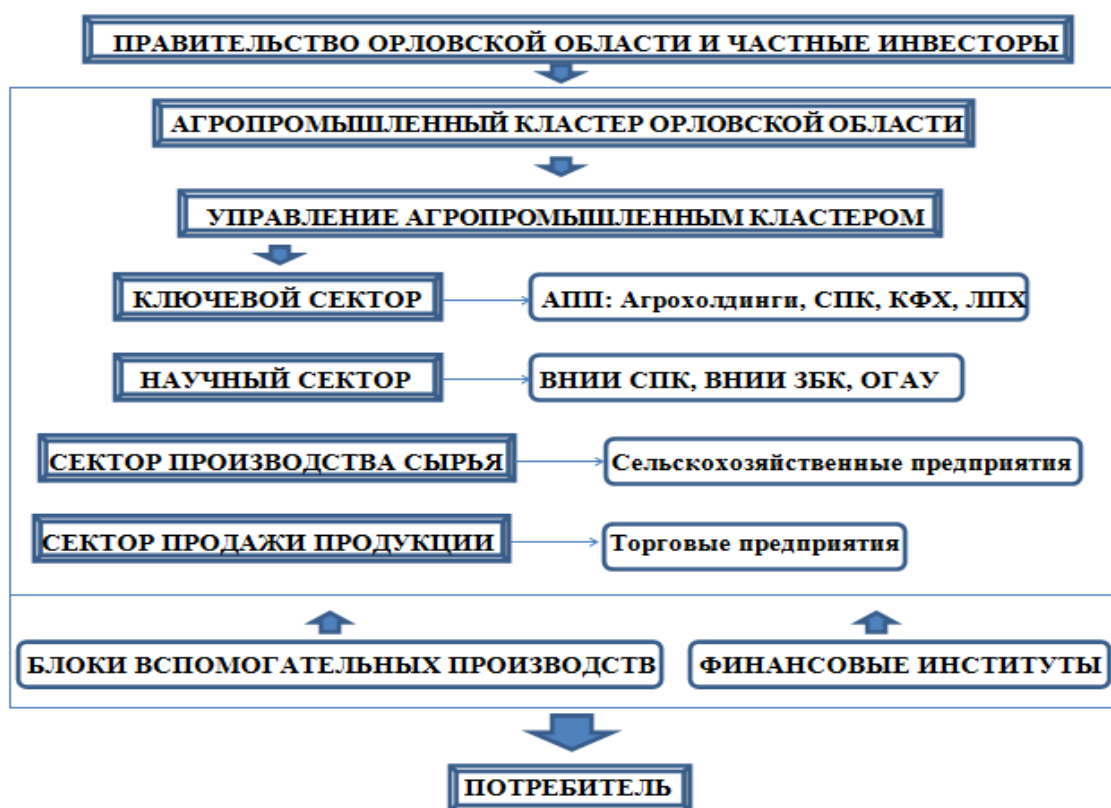 ПРАВИТЕЛЬСТВО ОРЛОВСКОЙ ОБЛАСТИ И ЧАСТНЫЕ ИНВЕСТОРЫ
АГРОПРОМЫШЛЕННЫЙ КЛАСТЕР ОРЛОВСКОЙ ОБЛАСТИ
УПРАВЛЕНИЕ АГРОПРОМЫШЛЕННЫМ КЛАСТЕРОМ
КЛЮЧЕВОЙ СЕКТОР
АПП: Агрохолдинги, СПК, КФХ, ЛПХ
НАУЧНЫЙ СЕКТОР
ВНИИ СПК, ВНИИ ЗБК, ОГАУ
СЕКТОР ПРОИЗВОДСТВА СЫРЬЯ
Сельскохозяйственные предприятия
СЕКТОР ПРОДАЖИ ПРОДУКЦИИ
Торговые предприятия
БЛОКИ ВСПОМОГАТЕЛЬНЫХ ПРОИЗВОДСТВ
ФИНАНСОВЫЕ ИНСТИТУТЫ
ПОТРЕБИТЕЛЬ